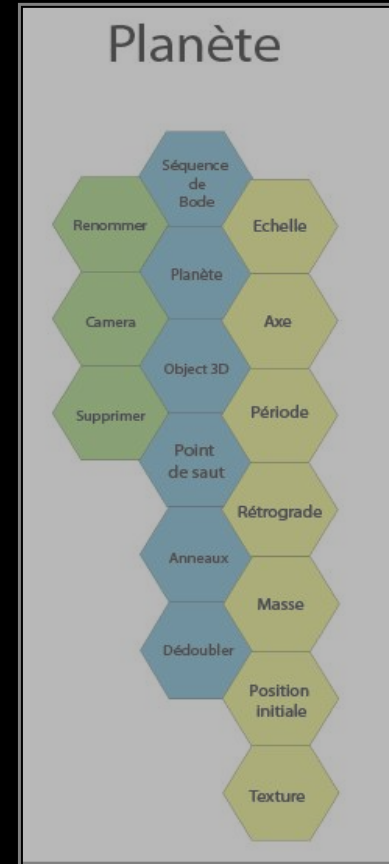 Planète
Séquence
de
Bode
Renommer
Echelle
Planète
Camera
Axe
Object 3D
Supprimer
Période
Point
de saut
Rétrograde
Anneaux
Masse
Dédoubler
Position
initiale
Texture